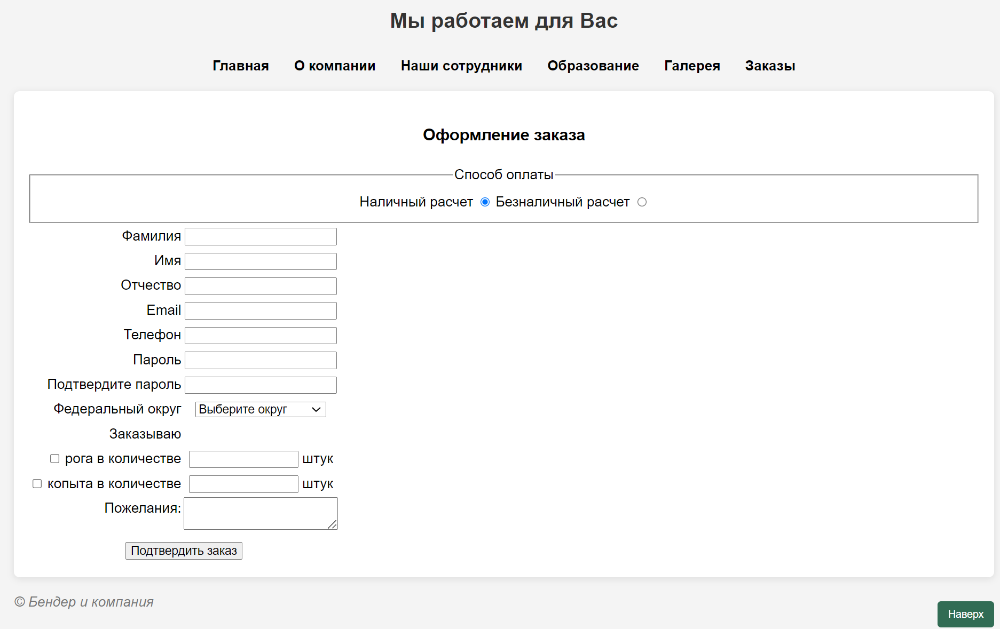 Мы работаем для Вас
Главная О компании Наши сотрудники Образование Галерея Заказы
Оформление заказа
Способ оплаты
Наличный расчет Безналичный расчет
Фамилия
Имя
Отчество
Email
Телефон
Пароль
Подтвердите пароль
Федеральный округ Выберите округ
Заказываю
рога в количестве штук
копыта в количестве штук
Пожелания:
Подтвердить заказ
© Бендер и компания
Наверх